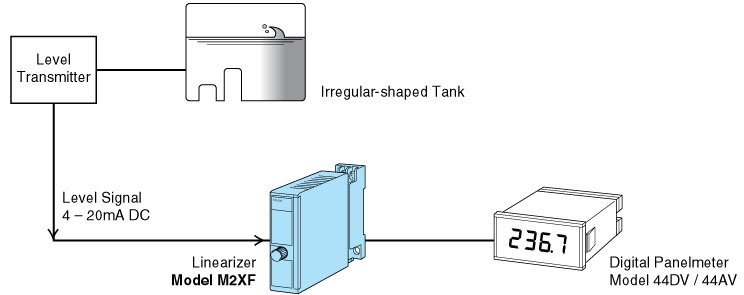 Level
Transmitter
Irregular-shaped Tank
Level Signal
4 – 20mA DC
Linearizer
Model M2XF
236.7
Digital Panelmeter
Model 44DV / 44AV